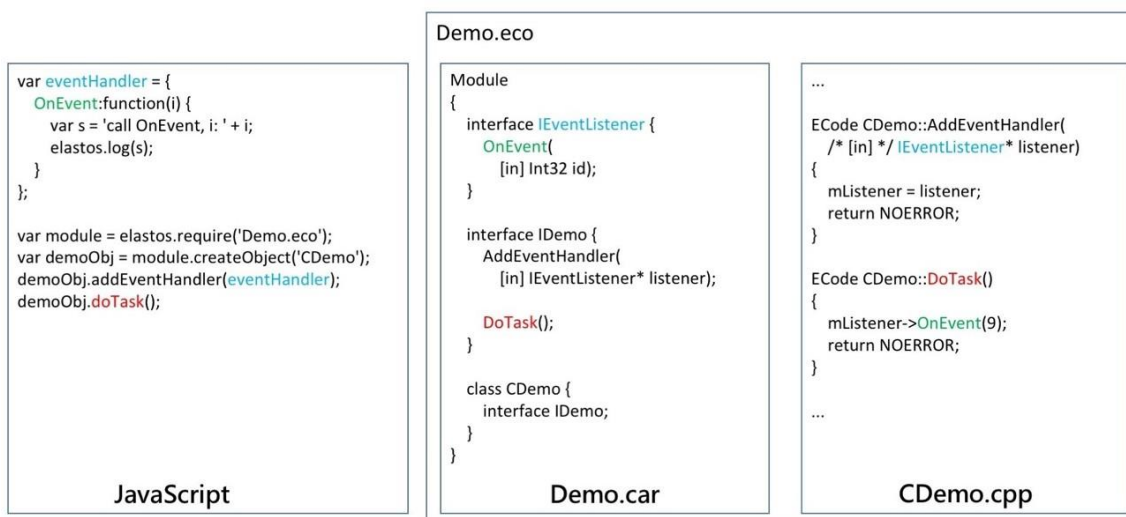 Demo.eco
var eventHandler = {
OnEvent:function(i) {
var s = 'call OnEvent, i: ' + i;
elastos.log(s);
}
};
var module = elastos.require('Demo.eco');
var demoObj = module.createObject('CDemo');
demoObj.addEventHandler(eventHandler);
demoObj.doTask();
JavaScript
Module
{
interface IEventListener {
OnEvent(
[in] Int32 id);
}
interface IDemo {
AddEventHandler(
[in] IEventListener* listener);
DoTask();
}
class CDemo {
interface IDemo;
}
}
Demo.car
...
ECode CDemo::AddEventHandler(
/* [in] */ IEventListener* listener)
{
mListener = listener;
return NOERROR;
}
ECode CDemo::DoTask()
{
mListener->OnEvent(9);
return NOERROR;
}
...
CDemo.cpp